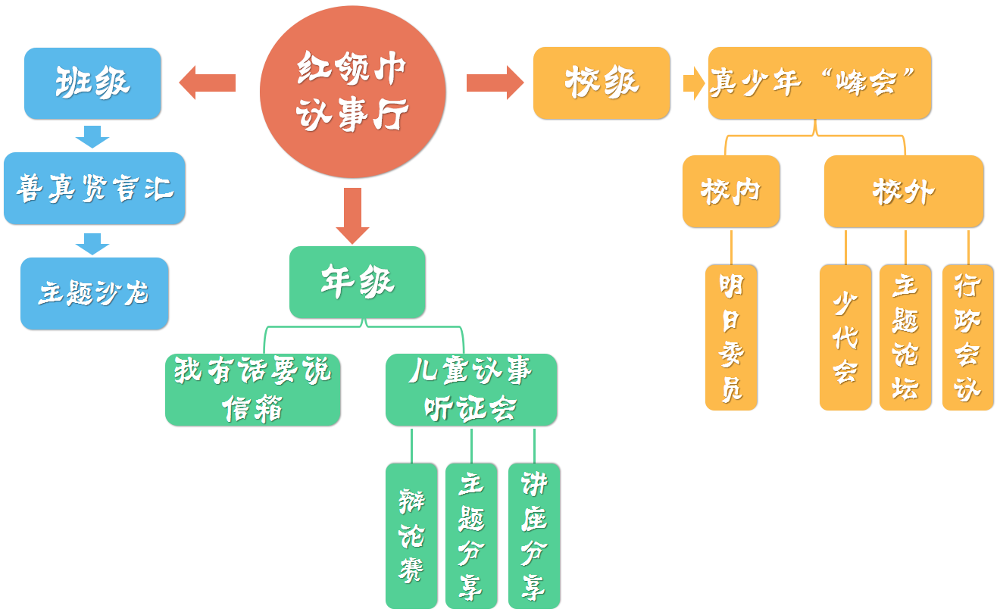 红领巾
议事厅
班级
善真贤言汇
主题沙龙
年级
我有话要说
信箱
儿童议事
听证会
辩论赛
主题分享
讲座分享
校级
真少年“峰会”
校内
校外
明日委员
少代会
主题论坛
行政会议